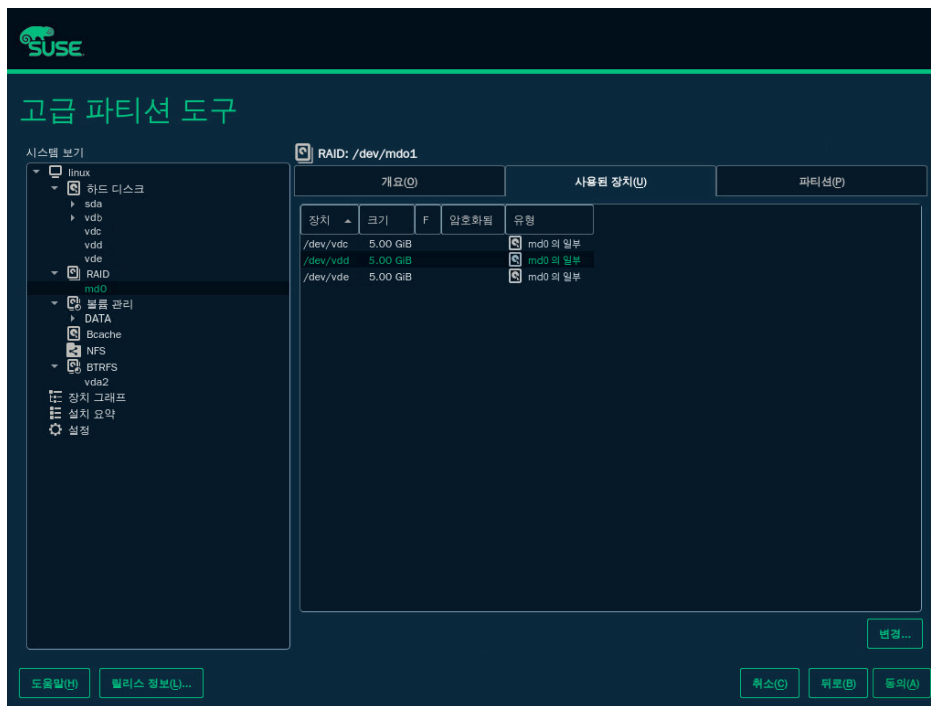 SUSE
고급 파티션 도구
시스템 보기
linux
하드 디스크
sda
vdb
vdc
vdd
vde
RAID
md0
볼륨 관리
DATA
Bcache
NFS
BTRFS
vda2
장치 그래프
설치 요약
설정
RAID: /dev/mdo1
개요(O)
사용된 장치(U)
파티션(P)
장치 크기 F 암호화됨 유형
/dev/vdc 5.00 GiB md0 의 일부
/dev/vdd 5.00 GiB md0 의 일부
/dev/vde 5.00 GiB md0 의 일부
변경...
도움말(H)
릴리스 정보(L)...
취소(C)
뒤로(B)
동의(A)